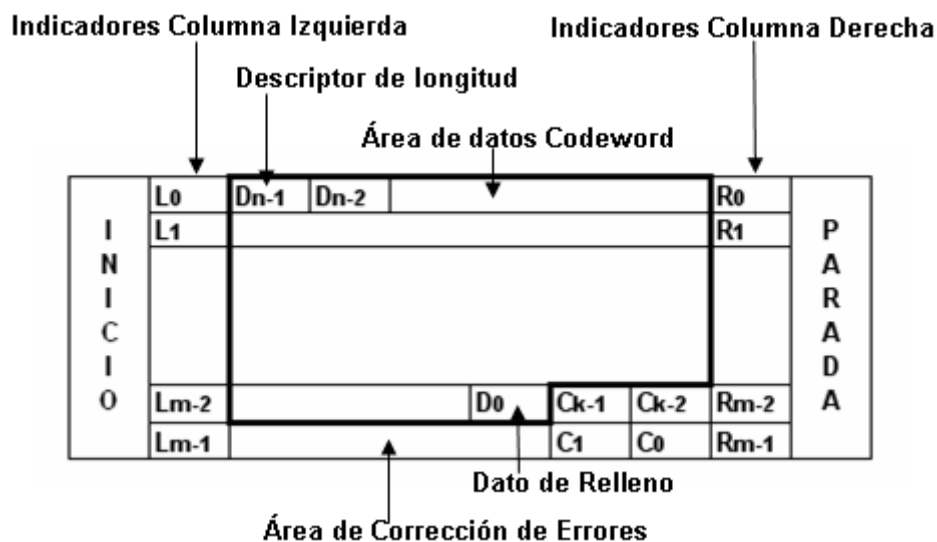 Indicadores Columna Izquierda
Indicadores Columna Derecha
Descriptor de longitud
Área de datos Codeword
INICIO
L0 Dn-1 Dn-2 R0
L1 R1
Lm-2 D0 Ck-1 Ck-2 Rm-2
Lm-1 C1 C0 Rm-1
PARADA
Dato de Relleno
Área de Corrección de Errores